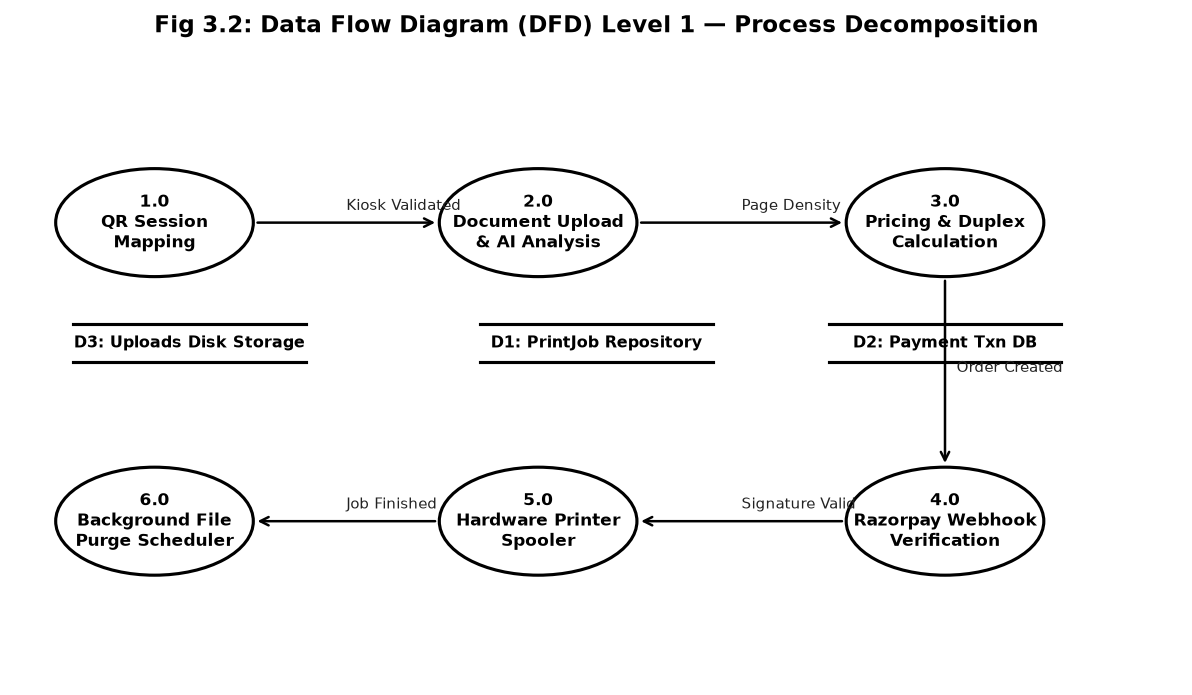 Fig 3.2: Data Flow Diagram (DFD) Level 1 — Process Decomposition
1.0
QR Session
Mapping
Kiosk Validated
2.0
Document Upload
& AI Analysis
Page Density
3.0
Pricing & Duplex
Calculation
D3: Uploads Disk Storage
D1: PrintJob Repository
D2: Payment Txn DB
Order Created
6.0
Background File
Purge Scheduler
Job Finished
5.0
Hardware Printer
Spooler
Signature Valid
4.0
Razorpay Webhook
Verification